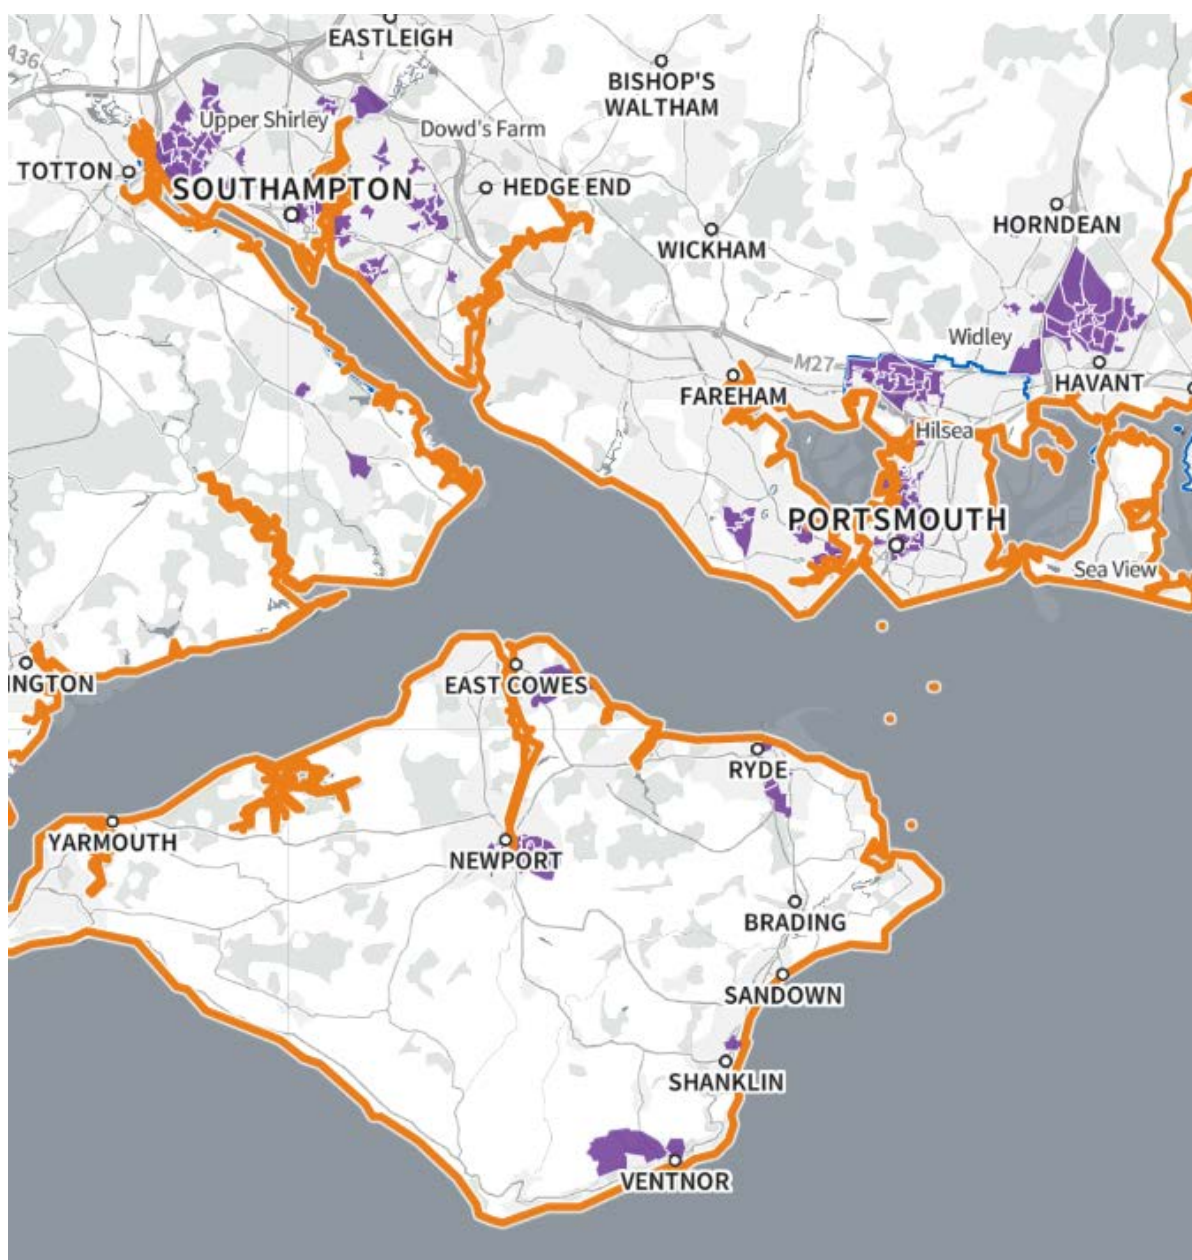 EASTLEIGH
A36
BISHOP'S
WALTHAM
Upper Shirley
Dowd's Farm
TOTTON
SOUTHAMPTON
HEDGE END
HORNDEAN
WICKHAM
Widley
M27
FAREHAM
HAVANT
Hilsea
PORTSMOUTH
Sea View
INGTON
EAST COWES
RYDE
YARMOUTH
NEWPORT
BRADING
SANDOWN
SHANKLIN
VENTNOR